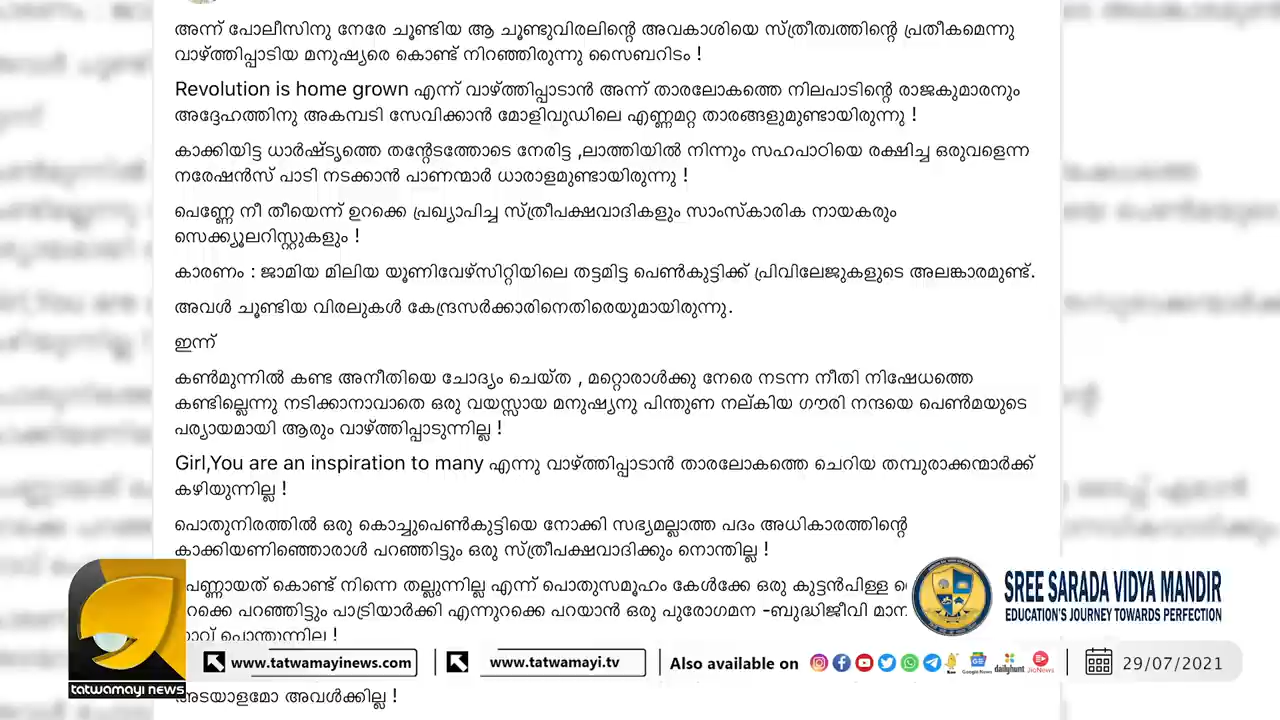 അന്ന് പോലീസിനു നേരേ ചൂണ്ടിയ ആ ചൂണ്ടുവിരലിന്റെ അവകാശിയെ സ്ത്രീത്വത്തിന്റെ പ്രതീകമെന്നു
വാഴ്ത്തിപ്പാടിയ മനുഷ്യരെ കൊണ്ട് നിറഞ്ഞിരുന്നു സൈബറിടം !
Revolution is home grown എന്ന് വാഴ്ത്തിപ്പാടാൻ അന്ന് താരലോകത്തെ നിലപാടിന്റെ രാജകുമാരനും
അദ്ദേഹത്തിനു അകമ്പടി സേവിക്കാൻ മോളിവുഡിലെ എണ്ണമറ്റ താരങ്ങളുമുണ്ടായിരുന്നു !
കാക്കിയിട്ട ധാർഷ്ട്യത്തെ തന്റേടത്തോടെ നേരിട്ട ,ലാത്തിയിൽ നിന്നും സഹപാഠിയെ രക്ഷിച്ച ഒരുവളെന്ന
നരേഷൻസ് പാടി നടക്കാൻ പാണന്മാർ ധാരാളമുണ്ടായിരുന്നു !
പെണ്ണേ നീ തീയെന്ന് ഉറക്കെ പ്രഖ്യാപിച്ച സ്ത്രീപക്ഷവാദികളും സാംസ്കാരിക നായകരും
സെക്ക്യൂലറിസ്റ്റുകളും !
കാരണം : ജാമിയ മിലിയ യൂണിവേഴ്സിറ്റിയിലെ തട്ടമിട്ട പെൺകുട്ടിക്ക് പ്രിവിലേജുകളുടെ അലങ്കാരമുണ്ട്.
അവൾ ചൂണ്ടിയ വിരലുകൾ കേന്ദ്രസർക്കാരിനെതിരെയുമായിരുന്നു.
ഇന്ന്
കൺമുന്നിൽ കണ്ട അനീതിയെ ചോദ്യം ചെയ്ത , മറ്റൊരാൾക്കു നേരെ നടന്ന നീതി നിഷേധത്തെ
കണ്ടില്ലെന്നു നടിക്കാനാവാതെ ഒരു വയസ്സായ മനുഷ്യനു പിന്തുണ നല്കിയ ഗൗരി നന്ദയെ പെൺമയുടെ
പര്യായമായി ആരും വാഴ്ത്തിപ്പാടുന്നില്ല !
Girl,You are an inspiration to many എന്നു വാഴ്ത്തിപ്പാടാൻ താരലോകത്തെ ചെറിയ തമ്പുരാക്കന്മാർക്ക്
കഴിയുന്നില്ല !
പൊതുനിരത്തിൽ ഒരു കൊച്ചുപെൺകുട്ടിയെ നോക്കി സഭ്യമല്ലാത്ത പദം അധികാരത്തിന്റെ
കാക്കിയണിഞ്ഞൊരാൾ പറഞ്ഞിട്ടും ഒരു സ്ത്രീപക്ഷവാദിക്കും നൊന്തില്ല !
പെണ്ണായത് കൊണ്ട് നിന്നെ തല്ലുന്നില്ല എന്ന് പൊതുസമൂഹം കേൾക്കേ ഒരു കുട്ടൻപിള്ള
പറഞ്ഞിട്ടും പാട്രിയാർക്കി എന്നുറക്കെ പറയാൻ ഒരു പുരോഗമന -ബുദ്ധിജീവി
പൊന്തുന്നില്ല !
അടയാളമോ അവൾക്കില്ല !
SREE SARADA VIDYA MANDIR
EDUCATION'S JOURNEY TOWARDS PERFECTION
tatwamayi news
www.tatwamayinews.com
www.tatwamayi.tv
Also available on
Google News
dailyhunt
JioNews
29/07/2021